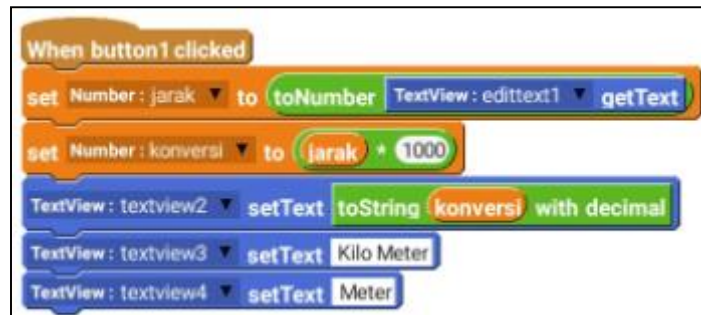 When button1 clicked
set Number : jarak ▼ to toNumber TextView : edittext1 ▼ getText
set Number : konversi ▼ to jarak * 1000
TextView : textview2 ▼ setText toString konversi with decimal
TextView : textview3 ▼ setText Kilo Meter
TextView : textview4 ▼ setText Meter